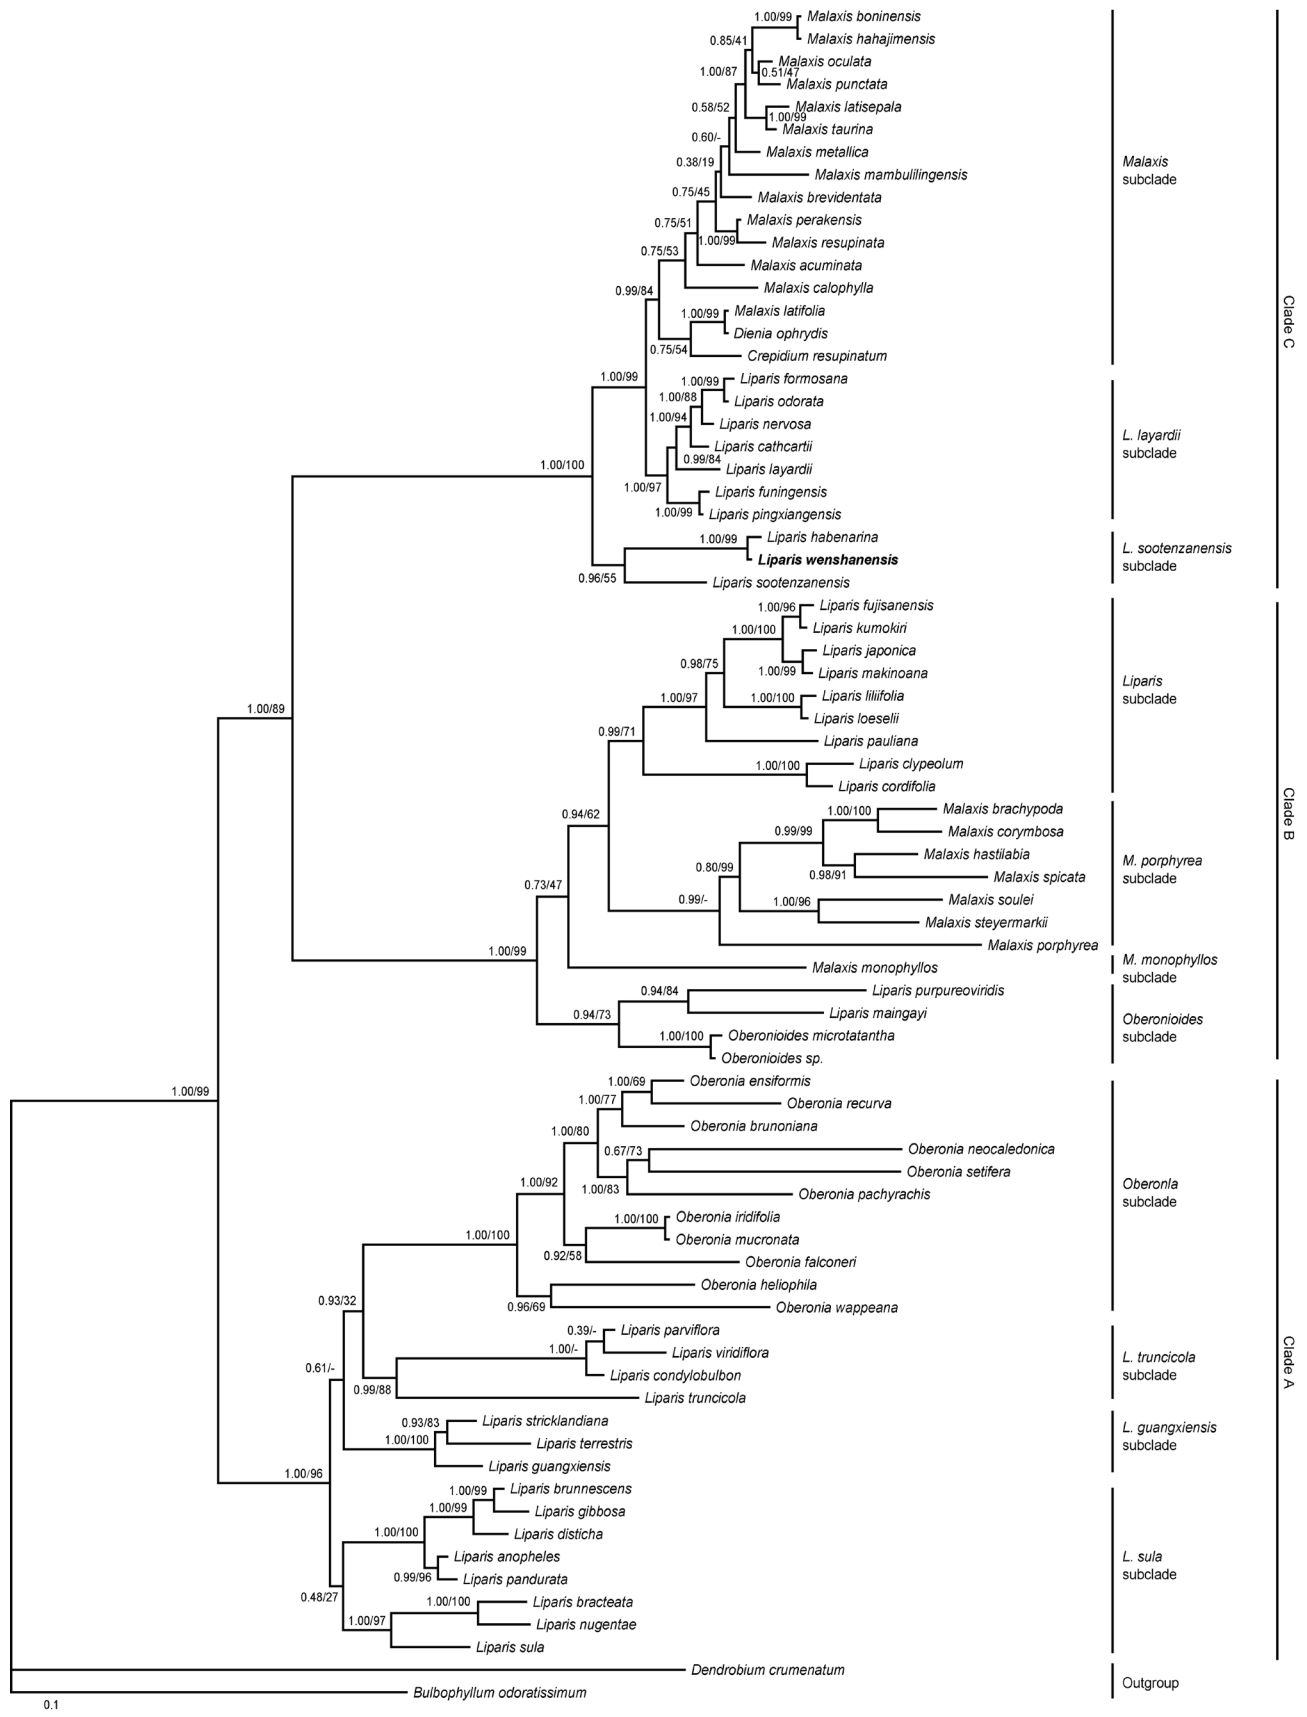 1.00/99 Malaxis boninensis
Malaxis hahajimensis
0.85/41
Malaxis oculata
0.51/47
1.00/87
Malaxis punctata
Malaxis latisepala
0.58/52
1.00/99
Malaxis taurina
0.60/-
Malaxis metallica
0.38/19
Malaxis mambulilingensis
0.75/45
Malaxis brevidentata
Malaxis perakensis
0.75/51
1.00/99
Malaxis resupinata
0.75/53
Malaxis acuminata
0.99/84
Malaxis calophylla
1.00/99 Malaxis latifolia
Dienia ophrydis
0.75/54
Crepidium resupinatum
Malaxis
subclade
1.00/99
1.00/99 Liparis formosana
1.00/88
Liparis odorata
1.00/94
Liparis nervosa
Liparis cathcartii
0.99/84
Liparis layardii
1.00/97
Liparis funingensis
1.00/99
Liparis pingxiangensis
L. layardii
subclade
1.00/100
1.00/99 Liparis habenarina
Liparis wenshanensis
0.96/55
Liparis sootenzanensis
L. sootenzanensis
subclade
Clade C
1.00/89
1.00/96 Liparis fujisanensis
1.00/100
Liparis kumokiri
Liparis japonica
0.98/75
1.00/99
Liparis makinoana
1.00/97
1.00/100 Liparis liliifolia
Liparis loeselii
0.99/71
Liparis pauliana
1.00/100 Liparis clypeolum
Liparis cordifolia
Liparis
subclade
0.94/62
1.00/100 Malaxis brachypoda
0.99/99
Malaxis corymbosa
Malaxis hastilabia
0.80/99
0.98/91
Malaxis spicata
0.99/-
1.00/96 Malaxis soulei
Malaxis steyermarkii
Malaxis porphyrea
M. porphyrea
subclade
0.73/47
1.00/99
Malaxis monophyllos
M. monophyllos
subclade
0.94/84 Liparis purpureoviridis
0.94/73
Liparis maingayi
1.00/100 Oberonioides microtatantha
Oberonioides sp.
Oberonioides
subclade
Clade B
1.00/99
1.00/69 Oberonia ensiformis
1.00/77
Oberonia recurva
1.00/80
Oberonia brunoniana
0.67/73 Oberonia neocaledonica
Oberonia setifera
1.00/83
Oberonia pachyrachis
1.00/92
1.00/100 Oberonia iridifolia
Oberonia mucronata
0.92/58
Oberonia falconeri
1.00/100
Oberonia heliophila
0.96/69
Oberonia wappeana
Oberonla
subclade
0.93/32
0.39/- Liparis parviflora
1.00/-
Liparis viridiflora
Liparis condylobulbon
0.99/88
Liparis truncicola
L. truncicola
subclade
0.61/-
0.93/83 Liparis stricklandiana
1.00/100
Liparis terrestris
Liparis guangxiensis
L. guangxiensis
subclade
1.00/96
1.00/99 Liparis brunnescens
1.00/99
Liparis gibbosa
1.00/100
Liparis disticha
Liparis anopheles
0.99/96
Liparis pandurata
0.48/27
1.00/100 Liparis bracteata
1.00/97
Liparis nugentae
Liparis sula
L. sula
subclade
Clade A
Dendrobium crumenatum
Bulbophyllum odoratissimum
Outgroup
0.1